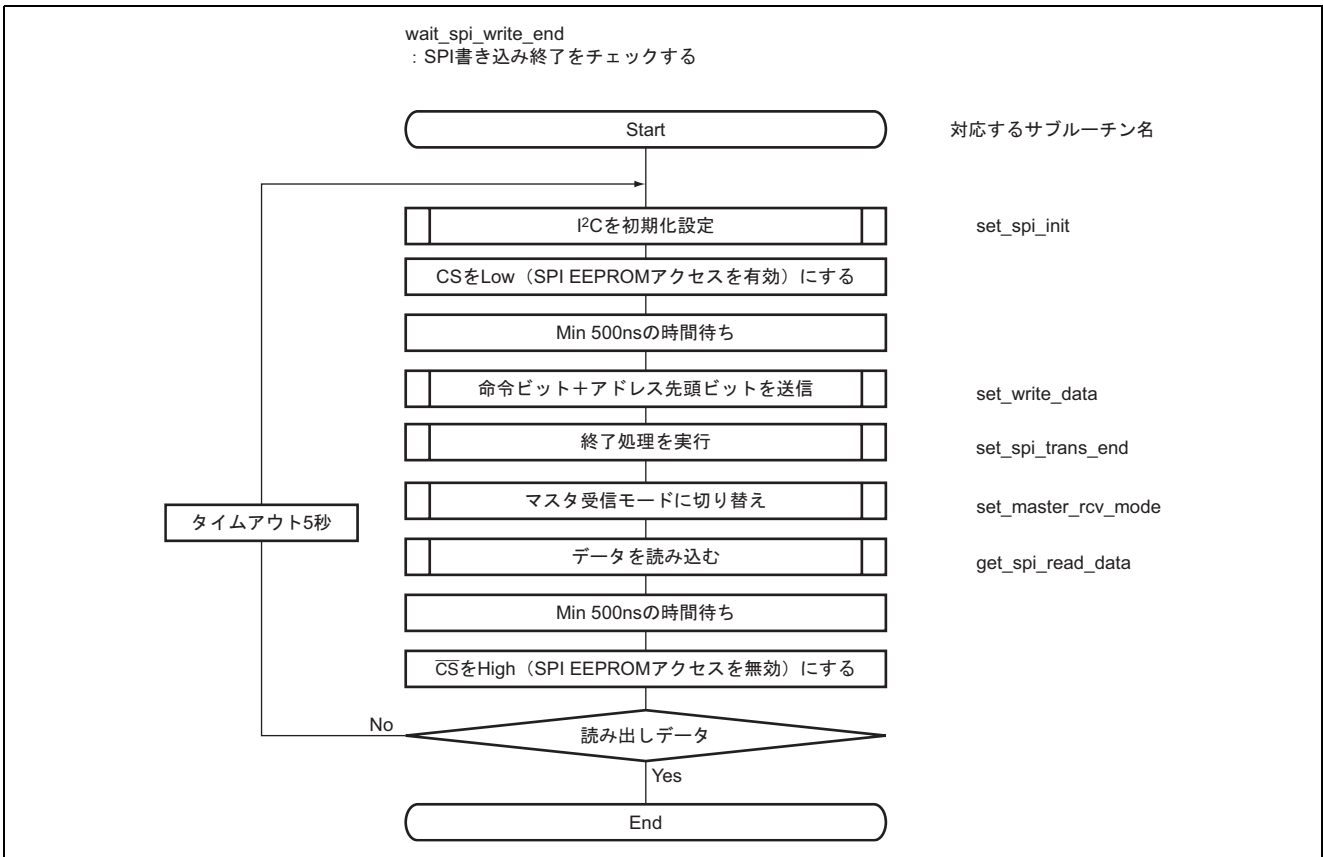 wait_spi_write_end
：SPI書き込み終了をチェックする
Start
対応するサブルーチン名
I²Cを初期化設定
set_spi_init
CSをLow（SPI EEPROMアクセスを有効）にする
Min 500nsの時間待ち
命令ビット＋アドレス先頭ビットを送信
set_write_data
終了処理を実行
set_spi_trans_end
マスタ受信モードに切り替え
set_master_rcv_mode
タイムアウト5秒
データを読み込む
get_spi_read_data
Min 500nsの時間待ち
C̅S̅をHigh（SPI EEPROMアクセスを無効）にする
No
読み出しデータ
Yes
End